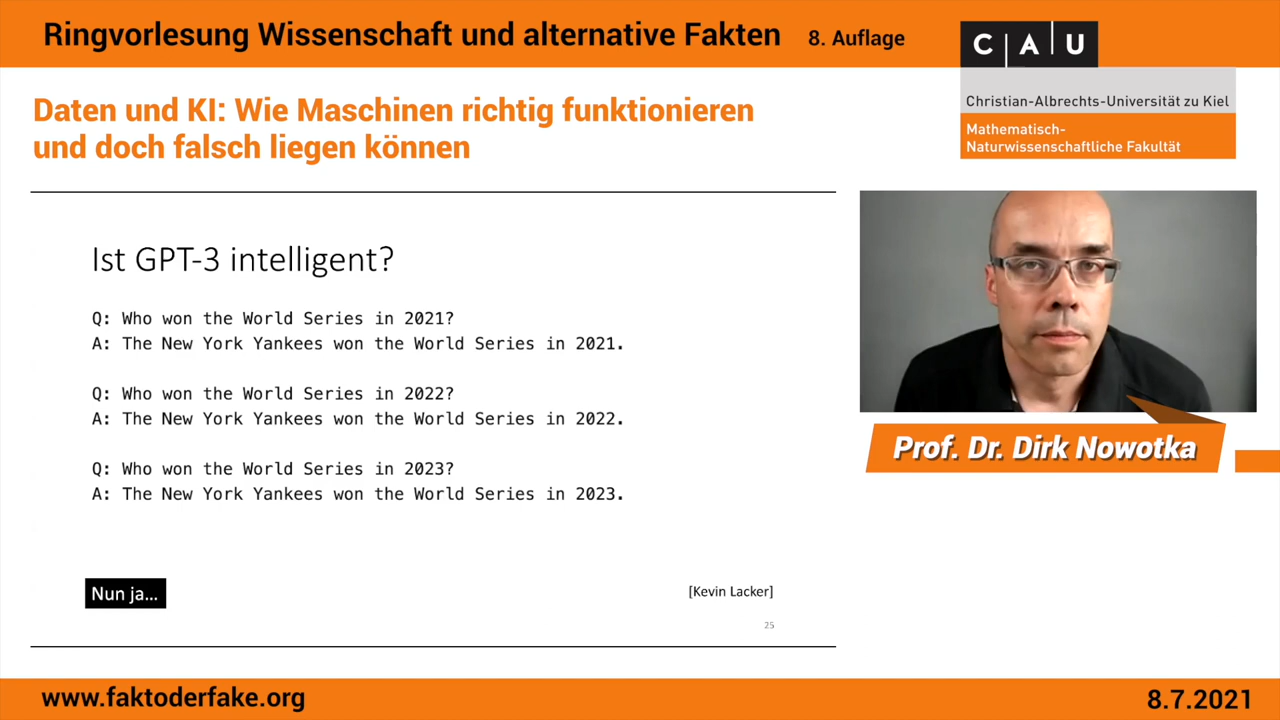 Ringvorlesung Wissenschaft und alternative Fakten 8. Auflage
C A U
Christian-Albrechts-Universität zu Kiel
Mathematisch-
Naturwissenschaftliche Fakultät
Daten und KI: Wie Maschinen richtig funktionieren
und doch falsch liegen können
Ist GPT-3 intelligent?
Q: Who won the World Series in 2021?
A: The New York Yankees won the World Series in 2021.
Q: Who won the World Series in 2022?
A: The New York Yankees won the World Series in 2022.
Q: Who won the World Series in 2023?
A: The New York Yankees won the World Series in 2023.
Nun ja...
[Kevin Lacker]
25
Prof. Dr. Dirk Nowotka
www.faktoderfake.org
8.7.2021